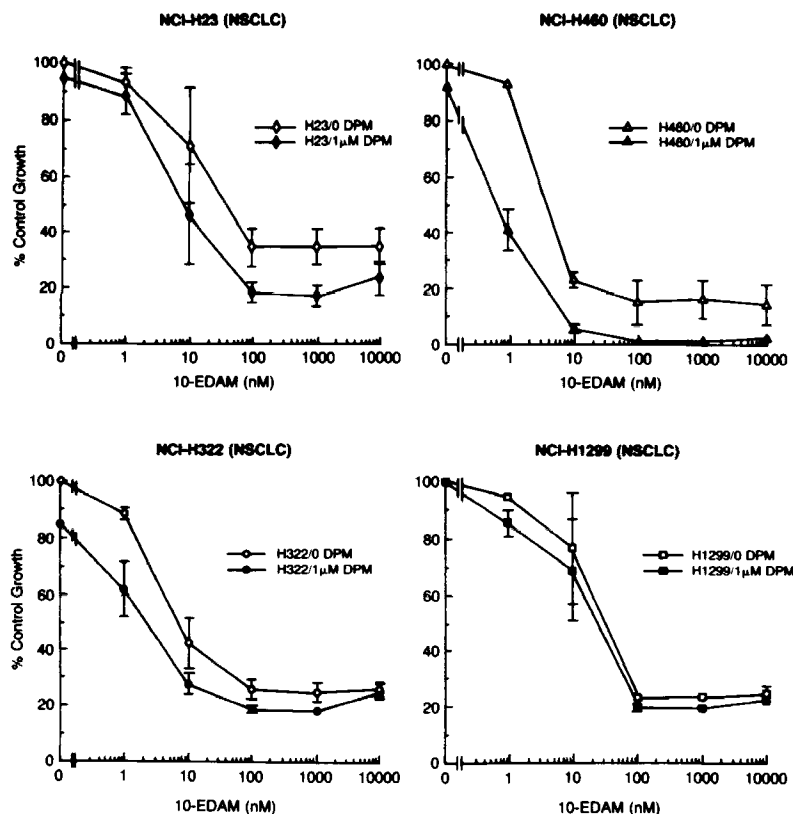 NCI-H23 (NSCLC)
% Control Growth
100
80
60
40
20
0
H23/0 DPM
H23/1µM DPM
0 1 10 100 1000 10000
10-EDAM (nM)
NCI-H460 (NSCLC)
100
80
60
40
20
0
H460/0 DPM
H460/1µM DPM
0 1 10 100 1000 10000
10-EDAM (nM)
NCI-H322 (NSCLC)
% Control Growth
100
80
60
40
20
0
H322/0 DPM
H322/1µM DPM
0 1 10 100 1000 10000
10-EDAM (nM)
NCI-H1299 (NSCLC)
100
80
60
40
20
0
H1299/0 DPM
H1299/1µM DPM
0 1 10 100 1000 10000
10-EDAM (nM)